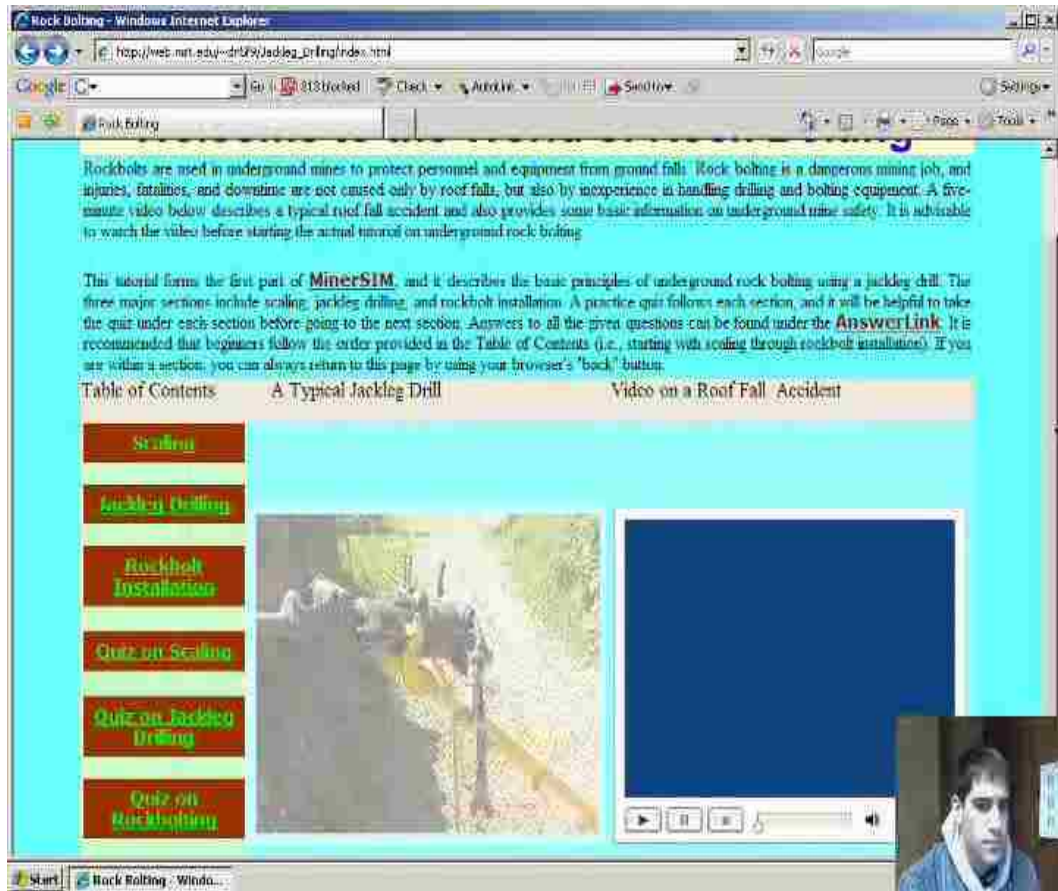 Rock Bolting - Windows Internet Explorer
Google
Go
813 blocked
Check
AutoLink
Send to
Settings
Rock Bolting
Page
Tools
Rockbolts are used in underground mines to protect personnel and equipment from ground falls. Rock bolting is a dangerous mining job, and
injuries, fatalities, and downtime are not caused only by roof falls, but also by inexperience in handling drilling and bolting equipment. A five-
minute video below describes a typical roof fall accident and also provides some basic information on underground mine safety. It is advisable
to watch the video before starting the actual tutorial on underground rock bolting.
This tutorial forms the first part of MinerSIM, and it describes the basic principles of underground rock bolting using a jackleg drill. The
three major sections include scaling, jackleg drilling, and rockbolt installation. A practice quiz follows each section, and it will be helpful to take
the quiz under each section before going to the next section. Answers to all the given questions can be found under the AnswerLink. It is
recommended that beginners follow the order provided in the Table of Contents (i.e., starting with scaling through rockbolt installation). If you
are within a section, you can always return to this page by using your browser's "back" button.
Table of Contents
A Typical Jackleg Drill
Video on a Roof Fall Accident
Scaling
Jackleg Drilling
Rockbolt
Installation
Quiz on Scaling
Quiz on Jackleg
Drilling
Quiz on
Rockbolting
Start
Rock Bolting - Windo...